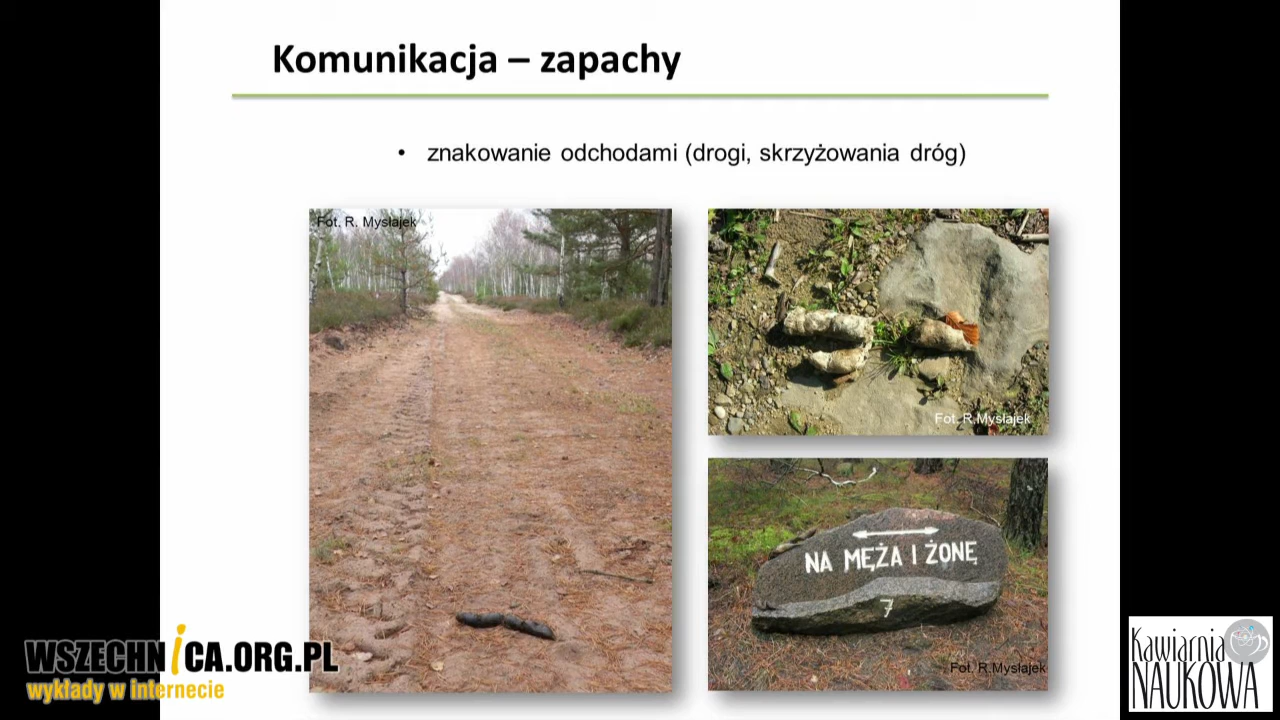 Komunikacja – zapachy
• znakowanie odchodami (drogi, skrzyżowania dróg)
Fot. R. Mysłajek
Fot. R.Mysłajek
NA MĘŻA I ŻONĘ
7
Fot. R.Mysłajek
WSZECHNiCA.ORG.PL
wykłady w internecie
Kawiarnia
NAUKOWA